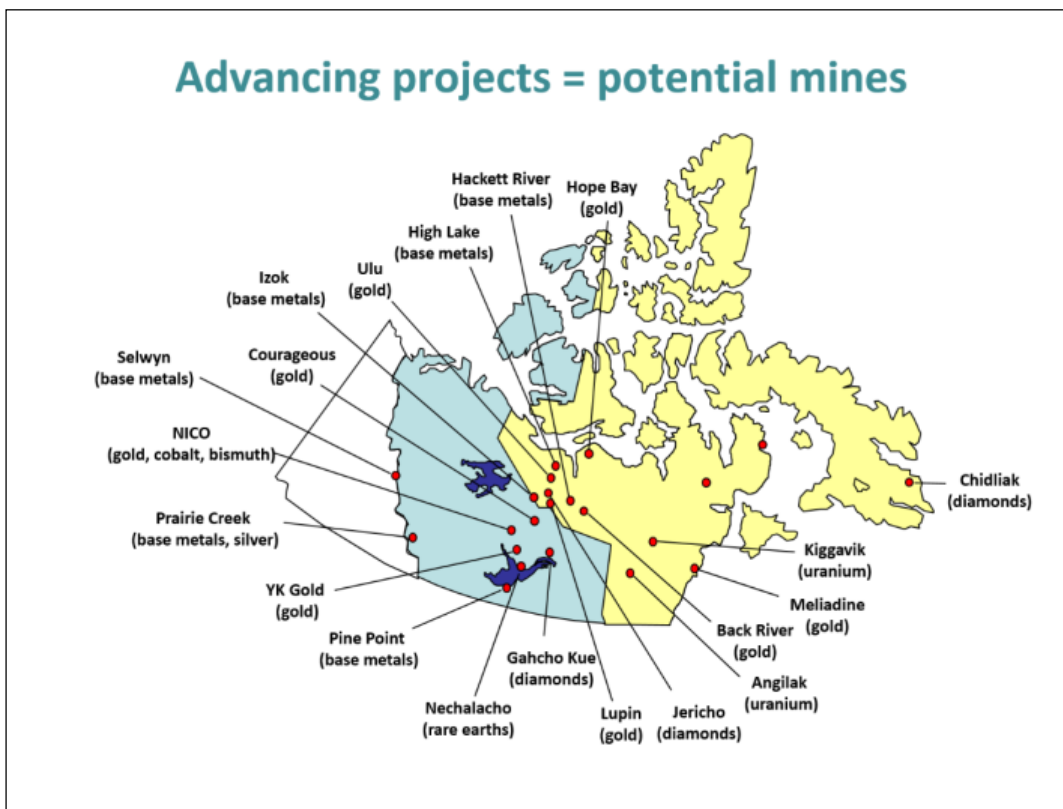 Advancing projects = potential mines
Hackett River
(base metals)
Hope Bay
(gold)
High Lake
(base metals)
Ulu
(gold)
Izok
(base metals)
Courageous
(gold)
Selwyn
(base metals)
NICO
(gold, cobalt, bismuth)
Prairie Creek
(base metals, silver)
YK Gold
(gold)
Pine Point
(base metals)
Nechalacho
(rare earths)
Gahcho Kue
(diamonds)
Lupin
(gold)
Jericho
(diamonds)
Angilak
(uranium)
Back River
(gold)
Meliadine
(gold)
Kiggavik
(uranium)
Chidliak
(diamonds)